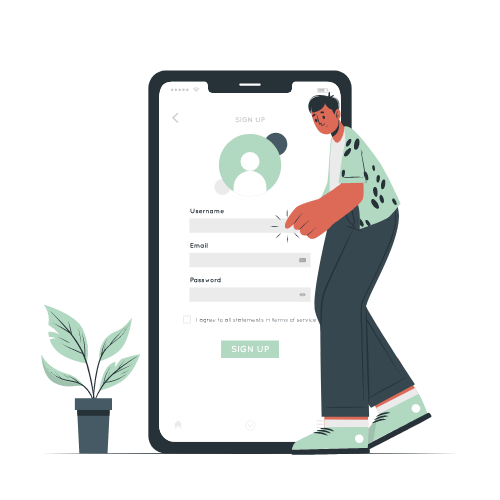 SIGN UP
Username
Email
Password
I agree to all statements in terms of service
SIGN UP